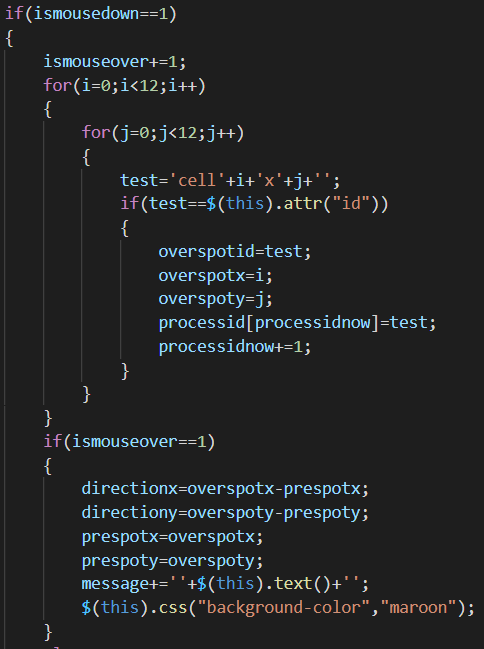 if(ismousedown==1)
{
ismouseover+=1;
for(i=0;i<12;i++)
{
for(j=0;j<12;j++)
{
test='cell'+i+'x'+j+'';
if(test==$(this).attr("id"))
{
overspotid=test;
overspotx=i;
overspoty=j;
processid[processidnow]=test;
processidnow+=1;
}
}
}
if(ismouseover==1)
{
directionx=overspotx-prespotx;
directiony=overspoty-prespoty;
prespotx=overspotx;
prespoty=overspoty;
message+=''+$(this).text()+'';
$(this).css("background-color","maroon");
}